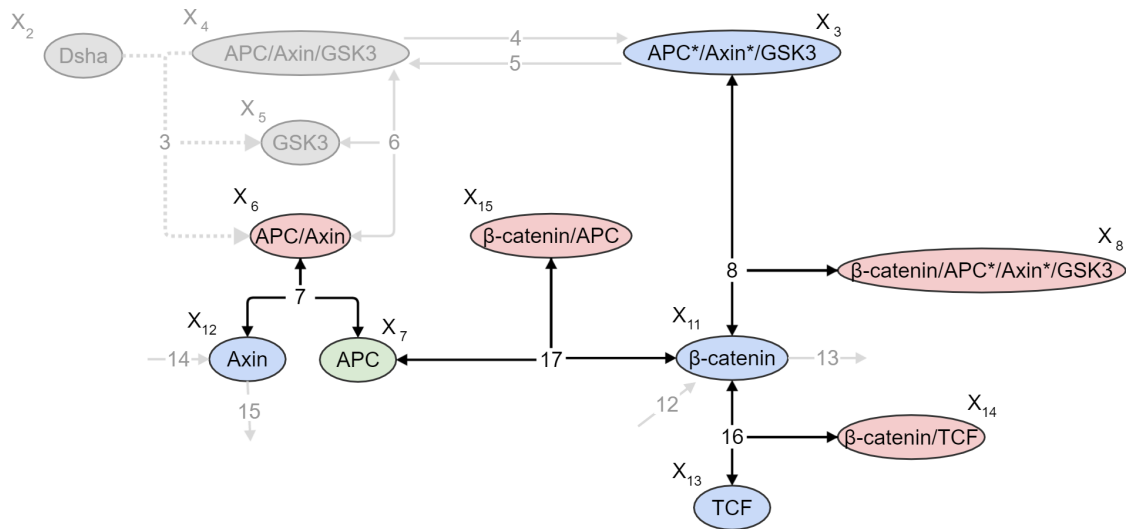 X2
Dsha
X4
APC/Axin/GSK3
4
5
X3
APC*/Axin*/GSK3
3
X5
GSK3
6
X6
APC/Axin
X15
β-catenin/APC
8
X8
β-catenin/APC*/Axin*/GSK3
7
X12
Axin
X7
APC
14
15
17
X11
β-catenin
13
12
16
X14
β-catenin/TCF
X13
TCF